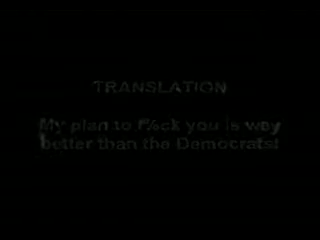 TRANSLATION
My plan to F%ck you is way
better than the Democrats!